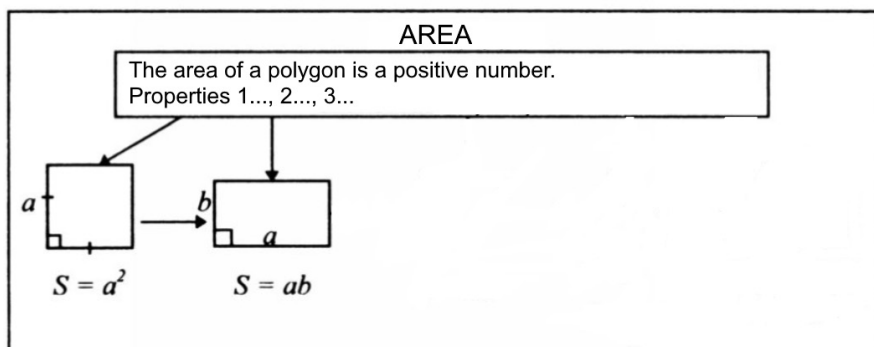 AREA
The area of a polygon is a positive number.
Properties 1..., 2..., 3...
a
b
a
S = a²
S = ab